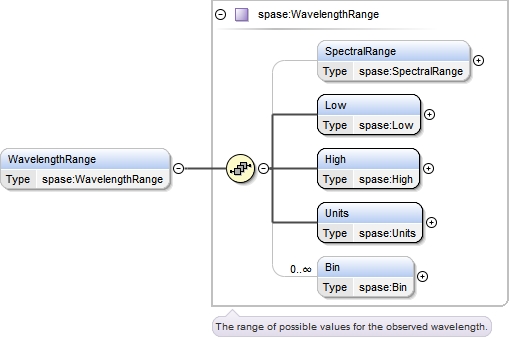 spase:WavelengthRange
SpectralRange
Type spase:SpectralRange
Low
Type spase:Low
WavelengthRange
Type spase:WavelengthRange
High
Type spase:High
Units
Type spase:Units
0..∞
Bin
Type spase:Bin
The range of possible values for the observed wavelength.